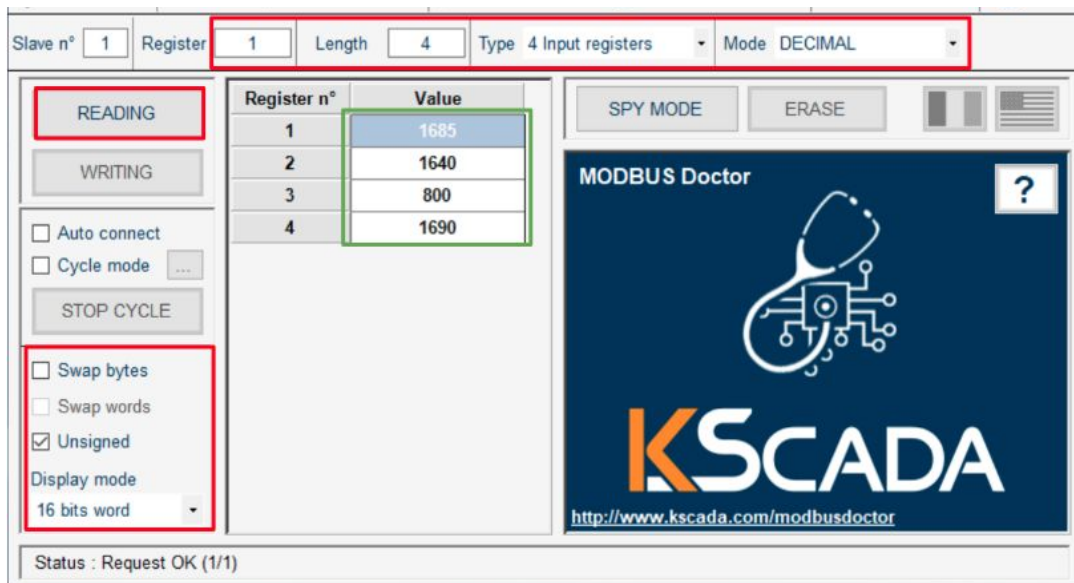 Slave n° 1 Register 1 Length 4 Type 4 Input registers Mode DECIMAL
READING
WRITING
Auto connect
Cycle mode ...
STOP CYCLE
Swap bytes
Swap words
Unsigned
Display mode
16 bits word
Register n° Value
1 1685
2 1640
3 800
4 1690
SPY MODE ERASE
MODBUS Doctor ?
KSCADA
http://www.kscada.com/modbusdoctor
Status : Request OK (1/1)